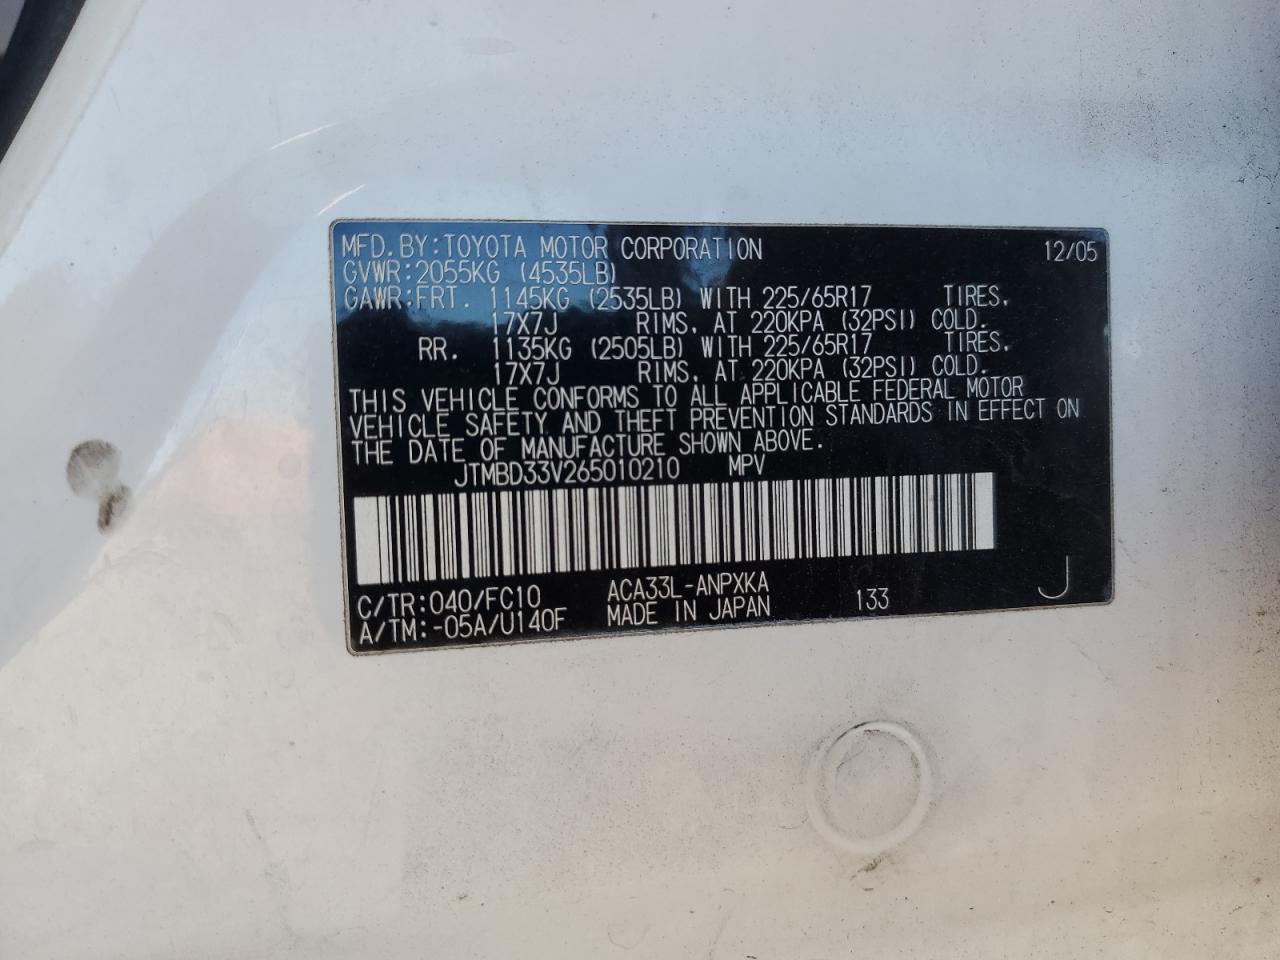 MFD.BY:TOYOTA MOTOR CORPORATION 12/05
GVWR:2055KG (4535LB)
GAWR:FRT. 1145KG (2535LB) WITH 225/65R17 TIRES.
17X7J RIMS, AT 220KPA (32PSI) COLD.
RR. 1135KG (2505LB) WITH 225/65R17 TIRES.
17X7J RIMS, AT 220KPA (32PSI) COLD.
THIS VEHICLE CONFORMS TO ALL APPLICABLE FEDERAL MOTOR
VEHICLE SAFETY AND THEFT PREVENTION STANDARDS IN EFFECT ON
THE DATE OF MANUFACTURE SHOWN ABOVE.
JTMBD33V265010210 MPV
C/TR:040/FC10 ACA33L-ANPXKA
A/TM:-05A/U140F MADE IN JAPAN 133 J